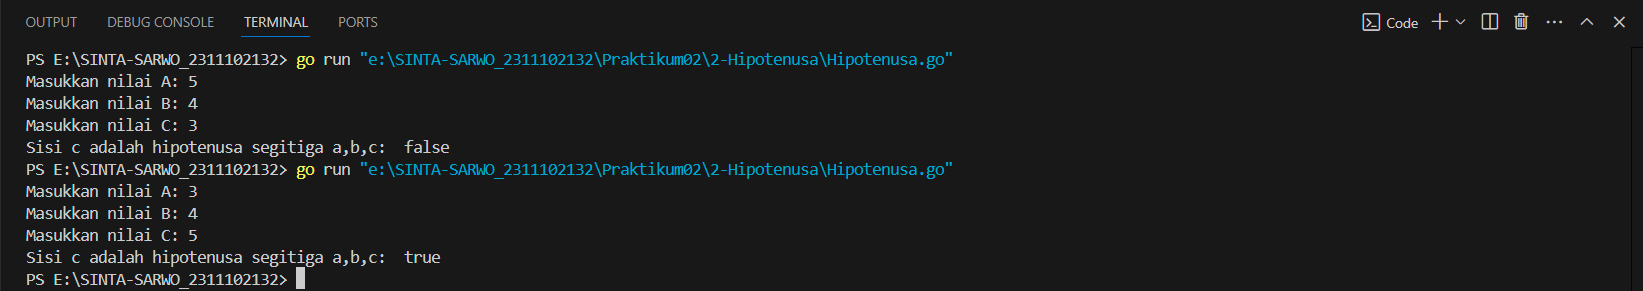 OUTPUT DEBUG CONSOLE TERMINAL PORTS Code
PS E:\SINTA-SARWO_2311102132> go run "e:\SINTA-SARWO_2311102132\Praktikum02\2-Hipotenusa\Hipotenusa.go"
Masukkan nilai A: 5
Masukkan nilai B: 4
Masukkan nilai C: 3
Sisi c adalah hipotenusa segitiga a,b,c:  false
PS E:\SINTA-SARWO_2311102132> go run "e:\SINTA-SARWO_2311102132\Praktikum02\2-Hipotenusa\Hipotenusa.go"
Masukkan nilai A: 3
Masukkan nilai B: 4
Masukkan nilai C: 5
Sisi c adalah hipotenusa segitiga a,b,c:  true
PS E:\SINTA-SARWO_2311102132>